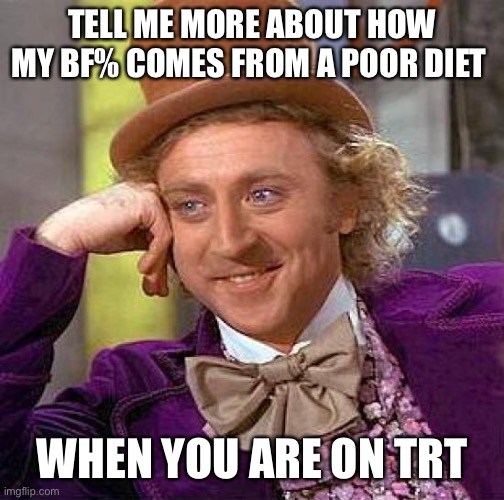 TELL ME MORE ABOUT HOW
MY BF% COMES FROM A POOR DIET
WHEN YOU ARE ON TRT
imgflip.com